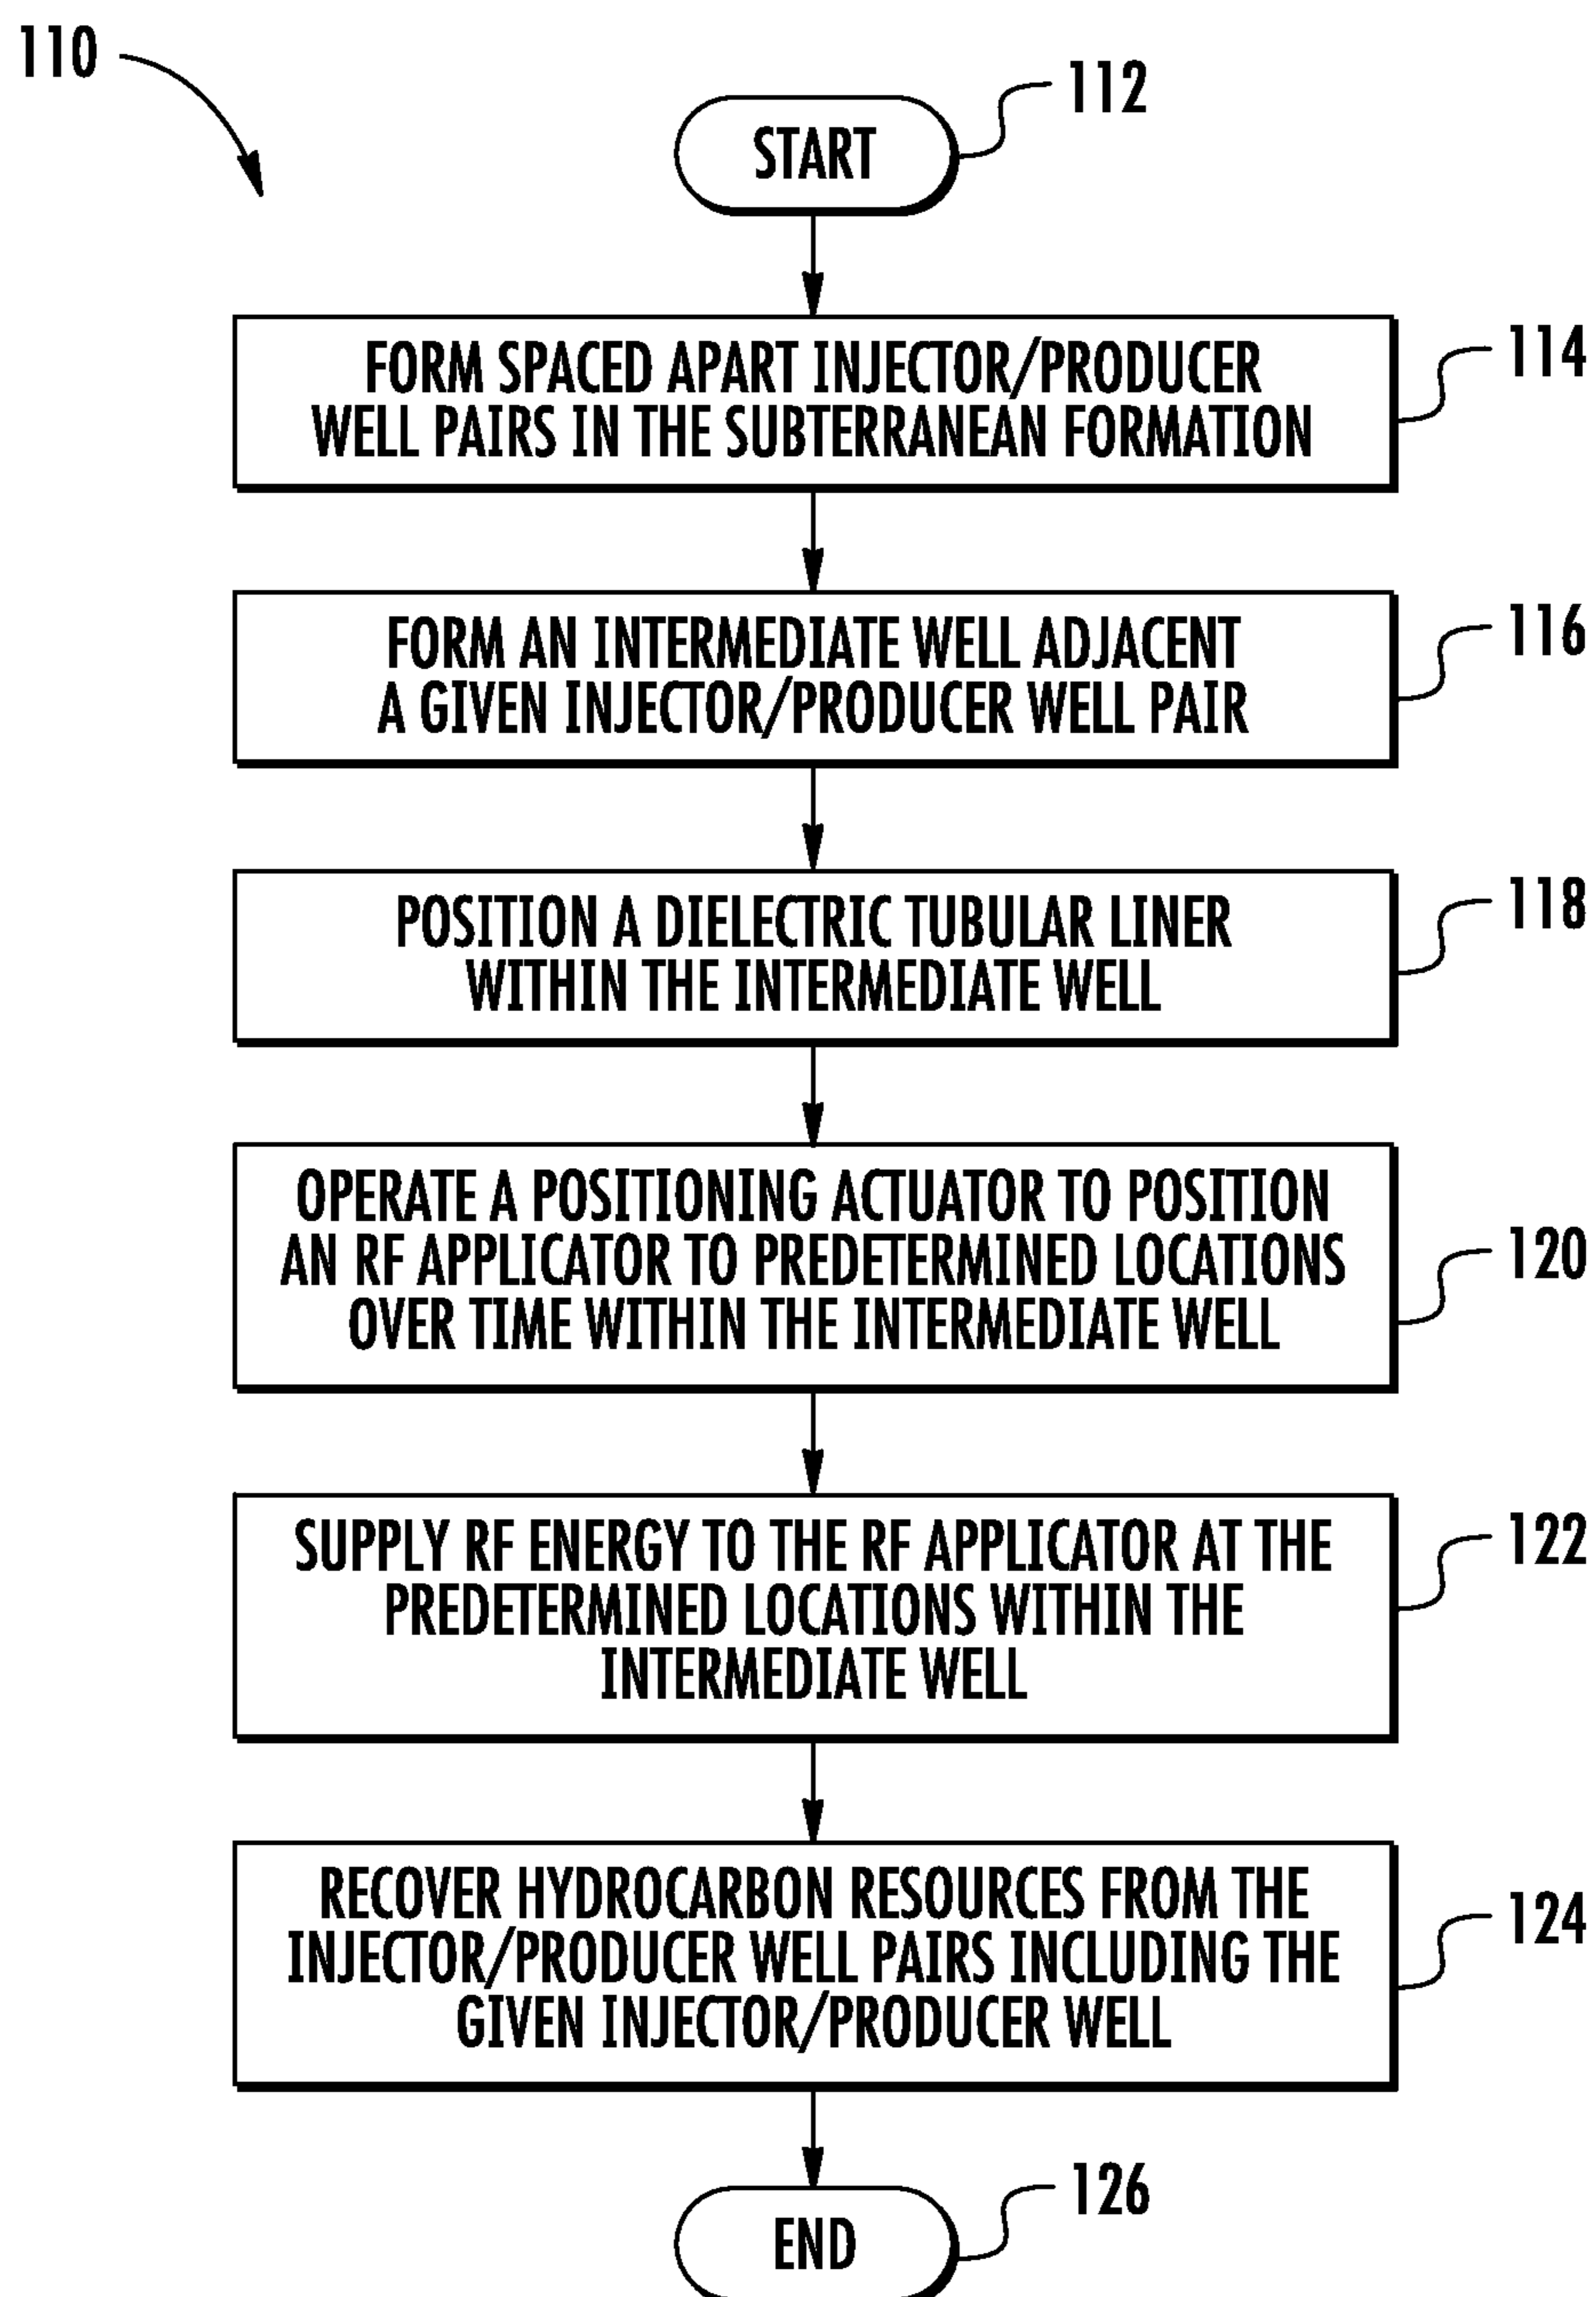 110
112
START
FORM SPACED APART INJECTOR/PRODUCER
WELL PAIRS IN THE SUBTERRANEAN FORMATION
114
FORM AN INTERMEDIATE WELL ADJACENT
A GIVEN INJECTOR/PRODUCER WELL PAIR
116
POSITION A DIELECTRIC TUBULAR LINER
WITHIN THE INTERMEDIATE WELL
118
OPERATE A POSITIONING ACTUATOR TO POSITION
AN RF APPLICATOR TO PREDETERMINED LOCATIONS
OVER TIME WITHIN THE INTERMEDIATE WELL
120
SUPPLY RF ENERGY TO THE RF APPLICATOR AT THE
PREDETERMINED LOCATIONS WITHIN THE
INTERMEDIATE WELL
122
RECOVER HYDROCARBON RESOURCES FROM THE
INJECTOR/PRODUCER WELL PAIRS INCLUDING THE
GIVEN INJECTOR/PRODUCER WELL
124
126
END